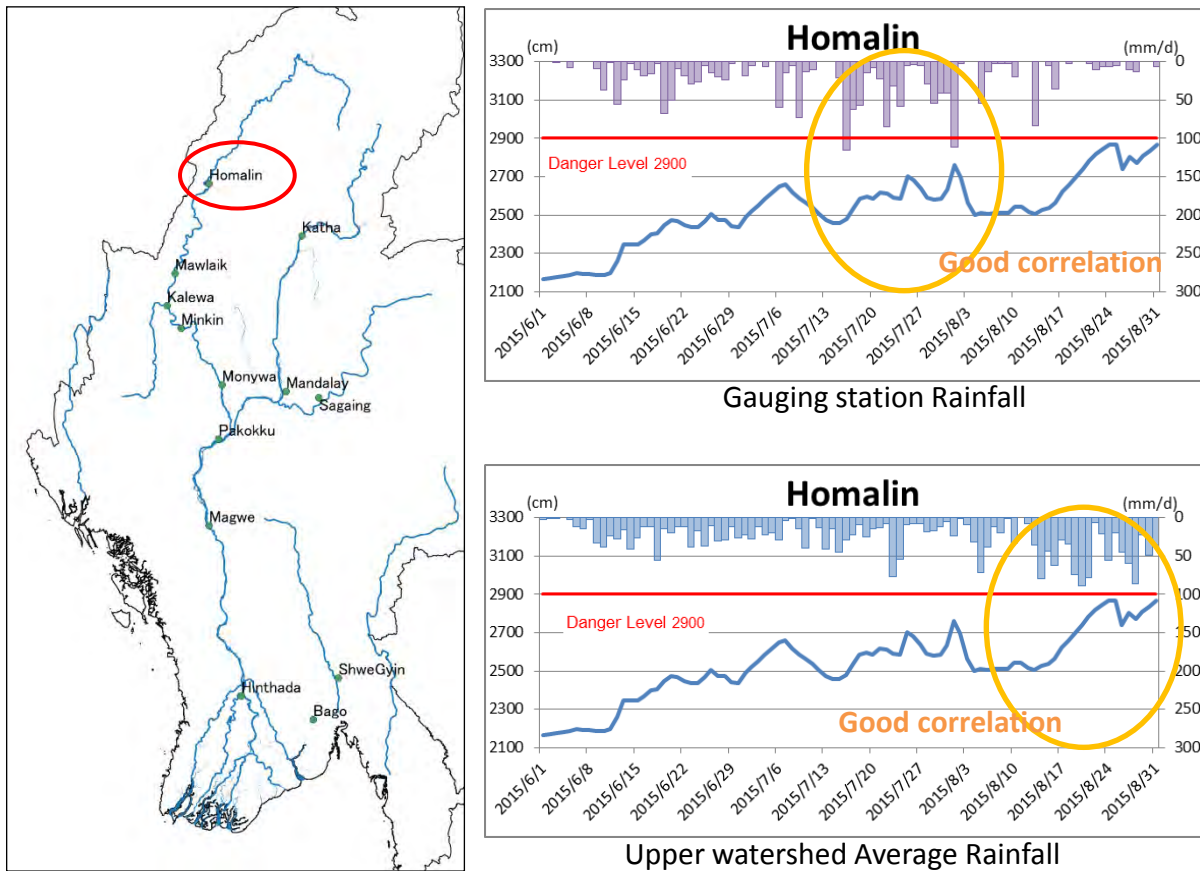 Homalin
Katha
Mawlaik
Kalewa
Minkin
Monywa
Mandalay
Sagaing
Pakokku
Magwe
ShweGyin
Hinthada
Bago
Homalin
(cm)
(mm/d)
3300
3100
2900
2700
2500
2300
2100
0
50
100
150
200
250
300
Danger Level 2900
Good correlation
2015/6/1
2015/6/8
2015/6/15
2015/6/22
2015/6/29
2015/7/6
2015/7/13
2015/7/20
2015/7/27
2015/8/3
2015/8/10
2015/8/17
2015/8/24
2015/8/31
Gauging station Rainfall
Homalin
(cm)
(mm/d)
3300
3100
2900
2700
2500
2300
2100
0
50
100
150
200
250
300
Danger Level 2900
Good correlation
2015/6/1
2015/6/8
2015/6/15
2015/6/22
2015/6/29
2015/7/6
2015/7/13
2015/7/20
2015/7/27
2015/8/3
2015/8/10
2015/8/17
2015/8/24
2015/8/31
Upper watershed Average Rainfall